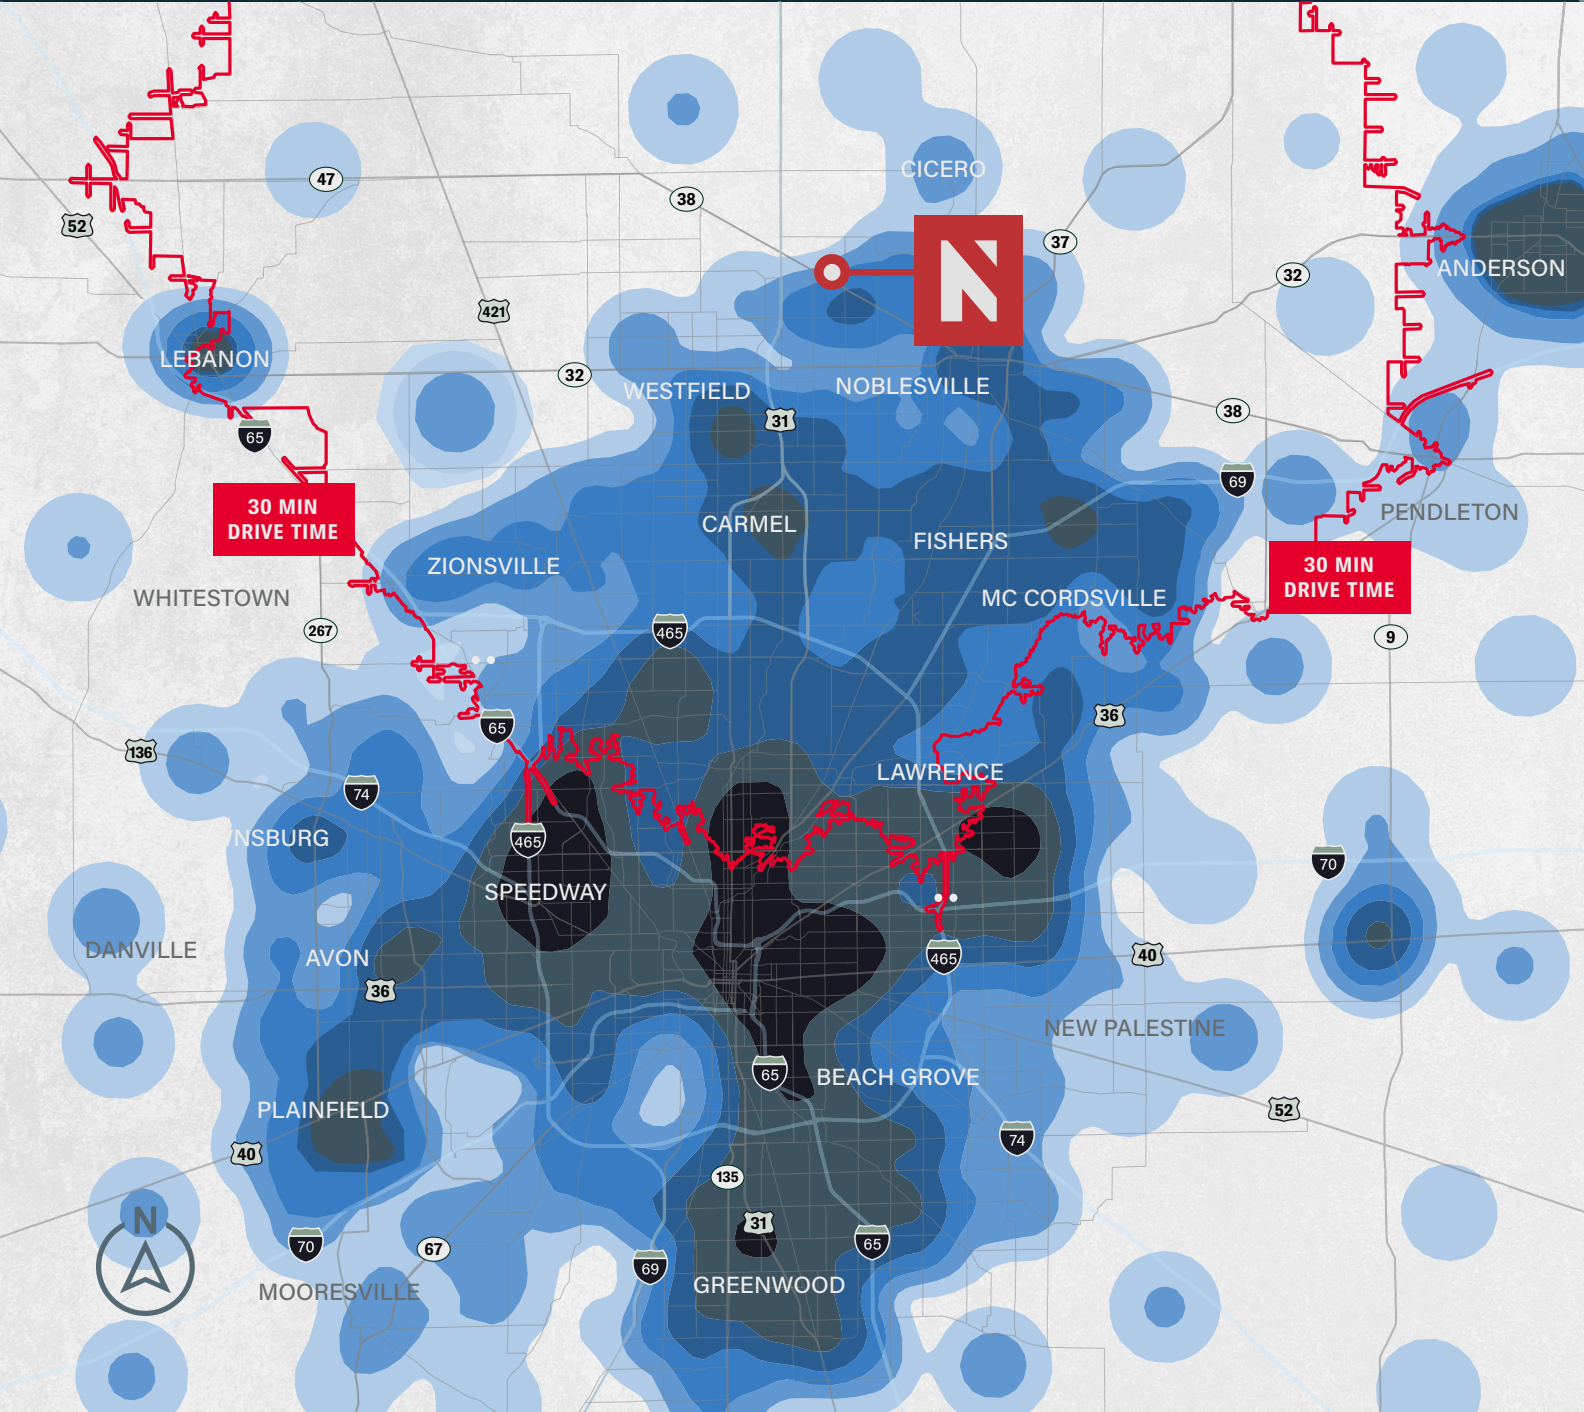 CICERO
47
38
52
37
N
32
ANDERSON
421
LEBANON
32
WESTFIELD
NOBLESVILLE
31
38
65
69
30 MIN
DRIVE TIME
CARMEL
FISHERS
PENDLETON
ZIONSVILLE
30 MIN
DRIVE TIME
WHITESTOWN
MC CORDSVILLE
267
465
9
65
36
136
LAWRENCE
74
NSBURG
465
70
SPEEDWAY
DANVILLE
AVON
465
40
36
NEW PALESTINE
65
BEACH GROVE
PLAINFIELD
52
74
40
135
N
31
70
67
65
69
MOORESVILLE
GREENWOOD